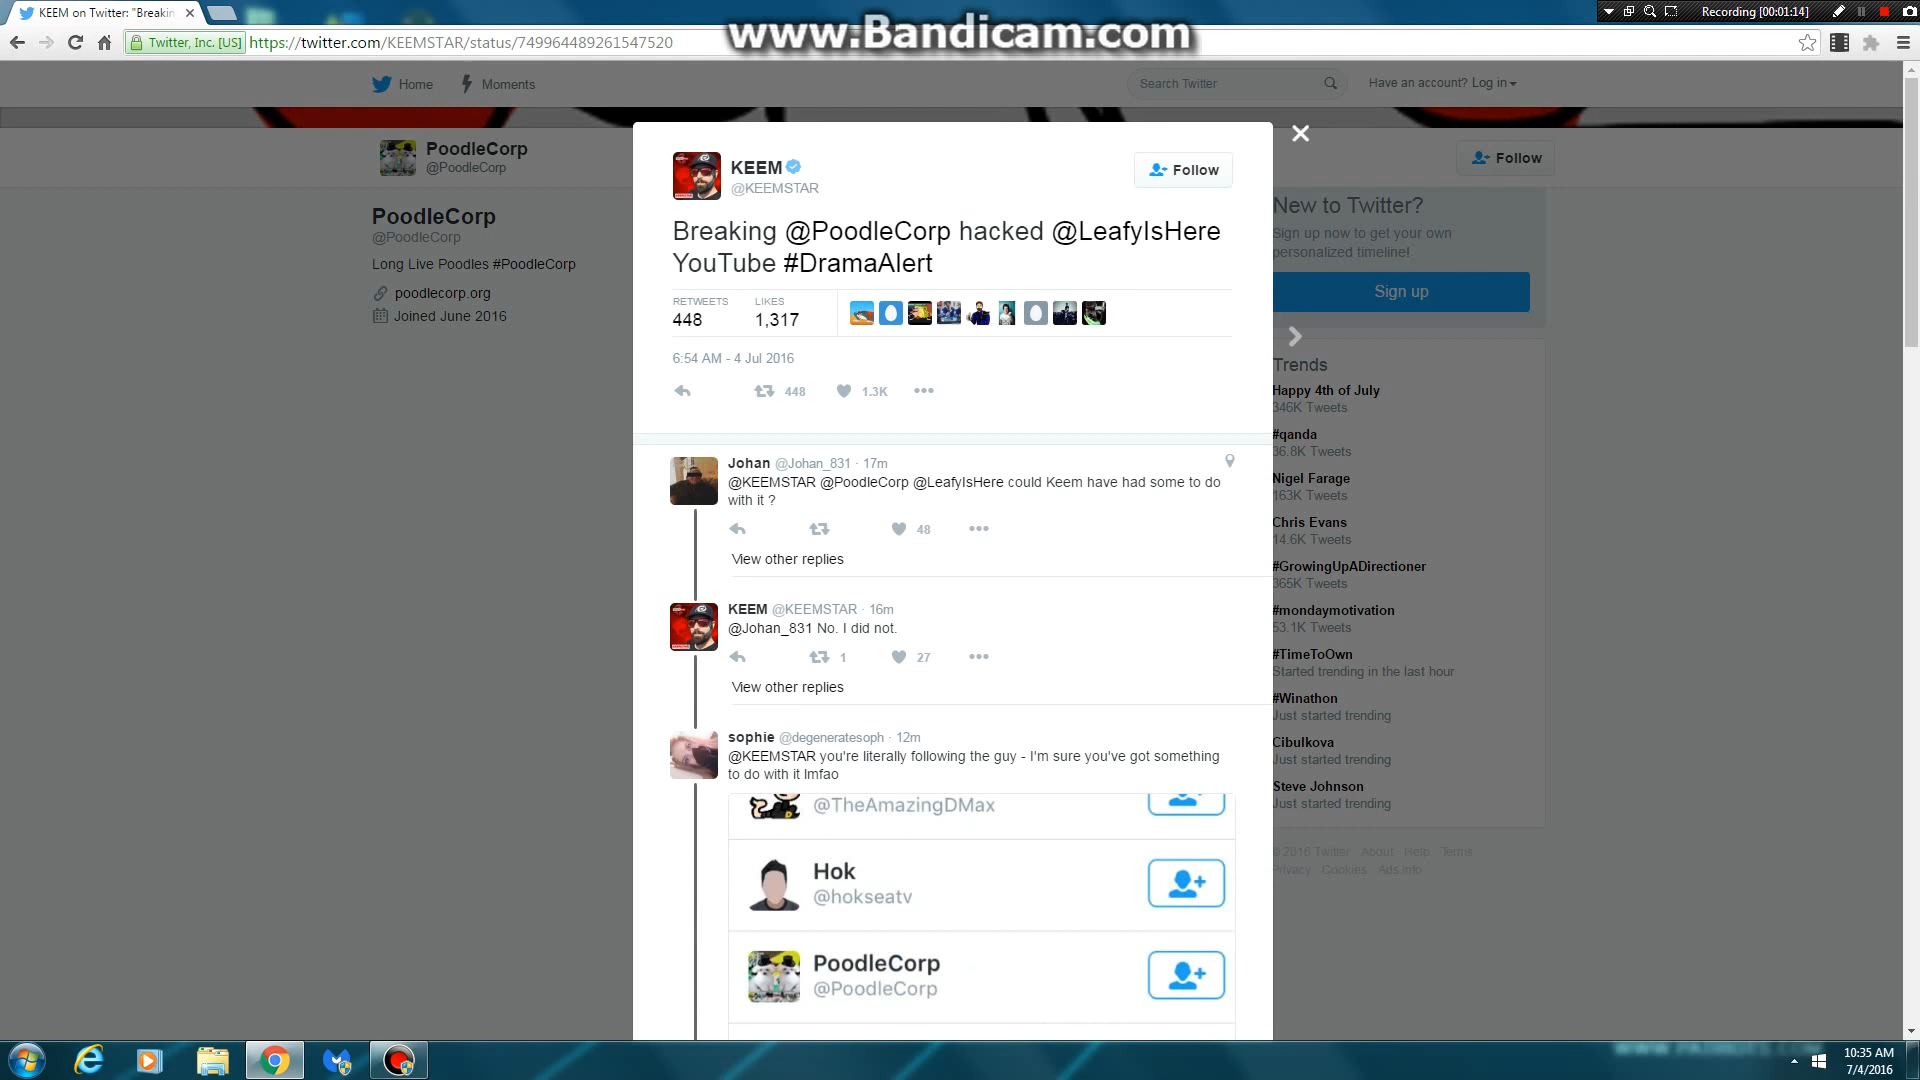 KEEM on Twitter: "Breakin
www.Bandicam.com
Recording [00:01:14]
Twitter, Inc. [US]
https://twitter.com/KEEMSTAR/status/749964489261547520
Home
Moments
Search Twitter
Have an account? Log in
PoodleCorp
@PoodleCorp
Follow
PoodleCorp
@PoodleCorp
Long Live Poodles #PoodleCorp
poodlecorp.org
Joined June 2016
KEEM
@KEEMSTAR
Follow
Breaking @PoodleCorp hacked @LeafyIsHere
YouTube #DramaAlert
RETWEETS
448
LIKES
1,317
6:54 AM - 4 Jul 2016
448
1.3K
Johan @Johan_831 · 17m
@KEEMSTAR @PoodleCorp @LeafyIsHere could Keem have had some to do
with it ?
48
View other replies
KEEM @KEEMSTAR · 16m
@Johan_831 No. I did not.
1
27
View other replies
sophie @degeneratesoph · 12m
@KEEMSTAR you're literally following the guy - I'm sure you've got something
to do with it lmfao
@TheAmazingDMax
Hok
@hokseatv
PoodleCorp
@PoodleCorp
New to Twitter?
Sign up now to get your own
personalized timeline!
Sign up
Trends
Happy 4th of July
346K Tweets
#qanda
36.8K Tweets
Nigel Farage
163K Tweets
Chris Evans
14.6K Tweets
#GrowingUpADirectioner
365K Tweets
#mondaymotivation
53.1K Tweets
#TimeToOwn
Started trending in the last hour
#Winathon
Just started trending
Cibulkova
Just started trending
Steve Johnson
Just started trending
© 2016 Twitter About Help Terms
Privacy Cookies Ads info
10:35 AM
7/4/2016